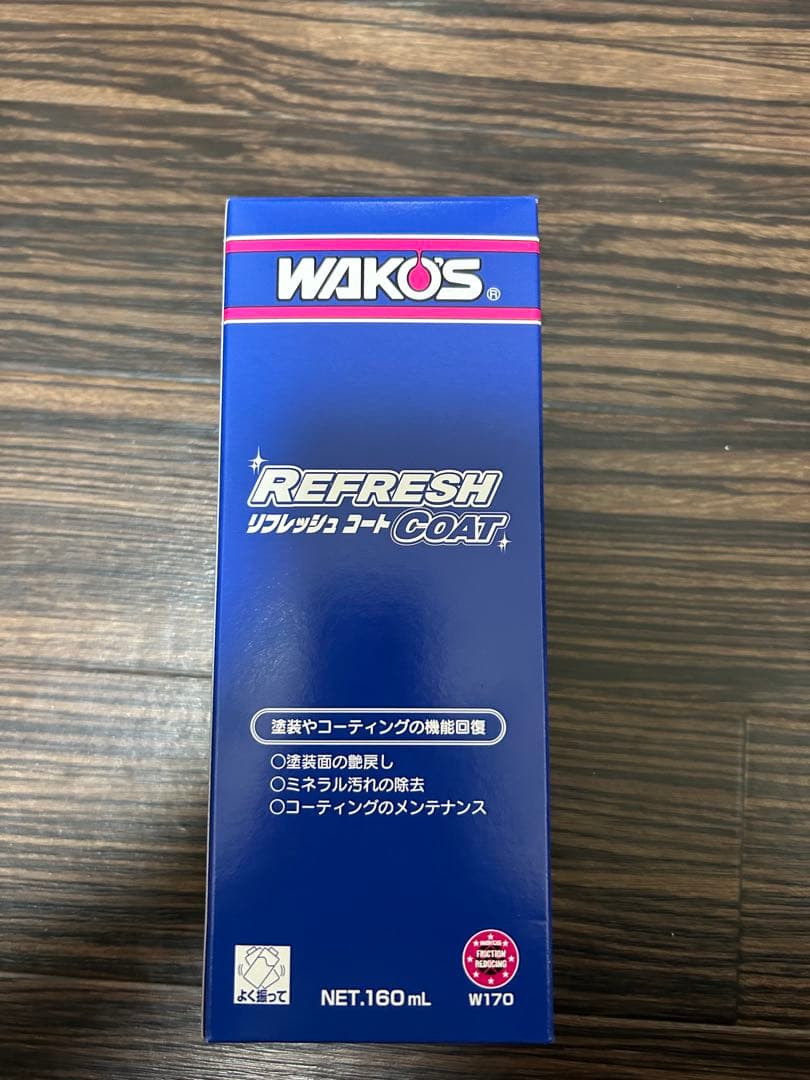 WAKO'S®
REFRESH
リフレッシュ コート COAT
塗装やコーティングの機能回復
○塗装面の艶戻し
○ミネラル汚れの除去
○コーティングのメンテナンス
よく振って
NET.160mL
FRICTION
REDUCING
W170